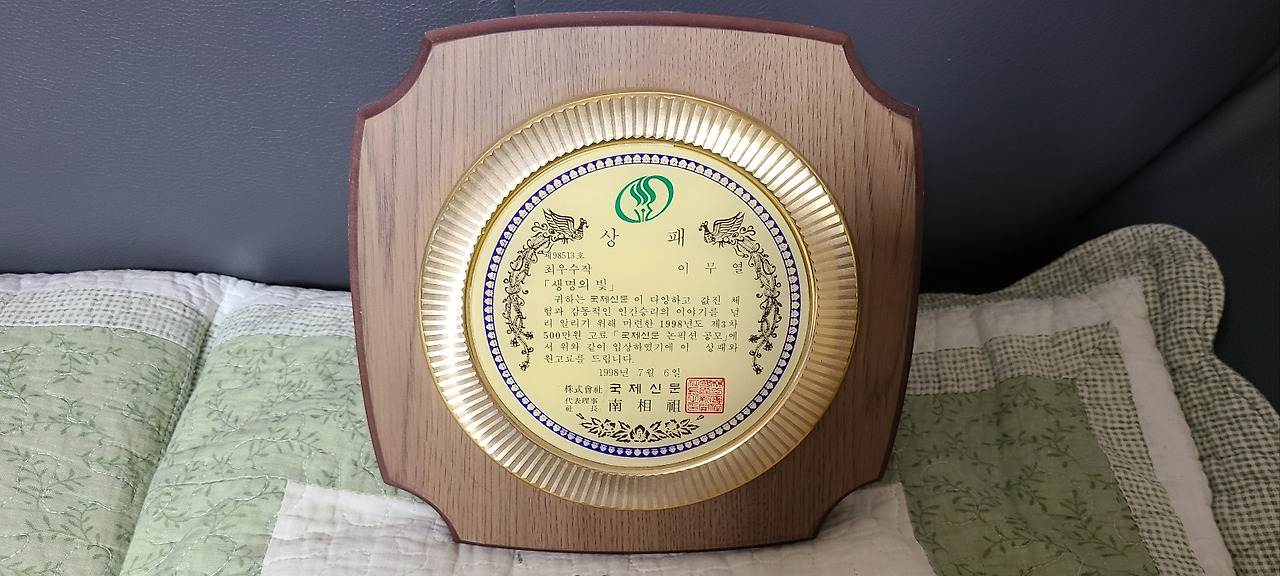 상 패
제98513호
최우수작 이 무 열
「생명의 빛」
귀하는 국제신문이 다양하고 값진 체
험과 감동적인 인간승리의 이야기를 널
리 알리기 위해 마련한 1998년도 제3차
500만원 고료 「국제신문 논픽션 공모」에
서 위와 같이 입상하였기에 이 상패와
원고료를 드립니다.
1998년 7월 6일
株式會社 국제신문
代表理事
社長 南相祖